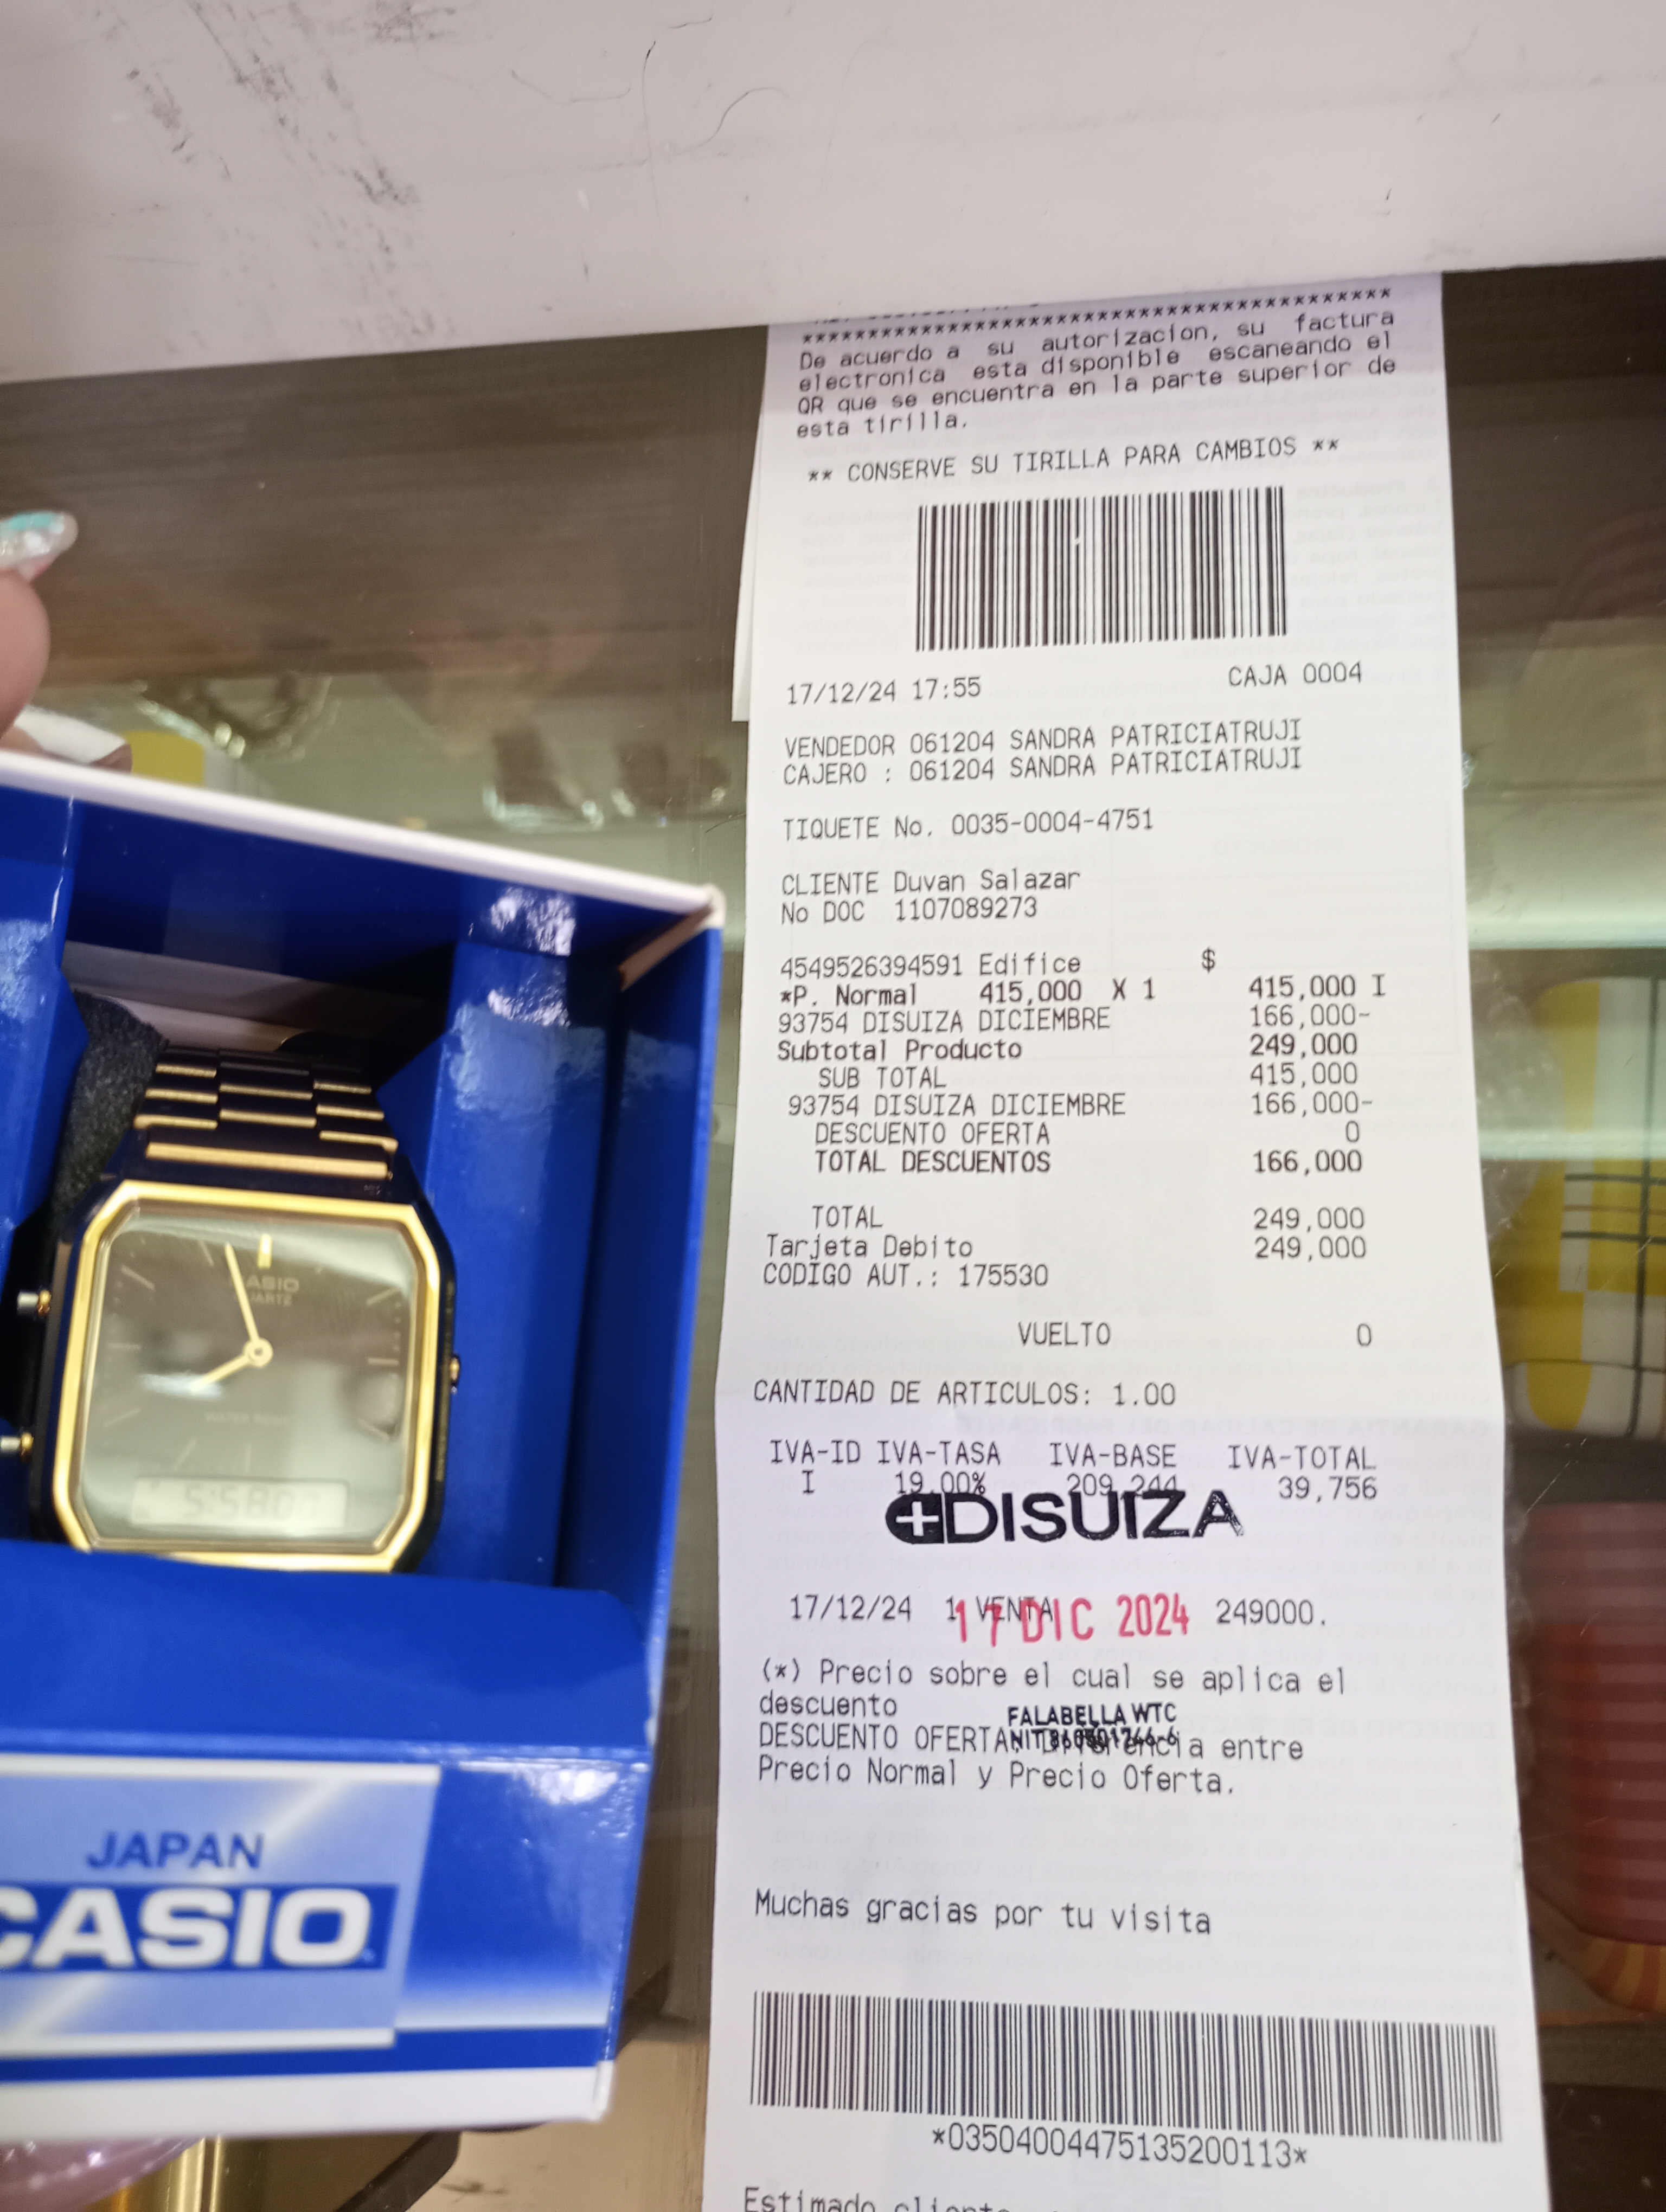 ****************************************
De acuerdo a su autorizacion, su factura
electronica esta disponible escaneando el
QR que se encuentra en la parte superior de
esta tirilla.
** CONSERVE SU TIRILLA PARA CAMBIOS **
17/12/24 17:55 CAJA 0004
VENDEDOR 061204 SANDRA PATRICIATRUJI
CAJERO : 061204 SANDRA PATRICIATRUJI
TIQUETE No. 0035-0004-4751
CLIENTE Duvan Salazar
No DOC 1107089273
4549526394591 Edifice $
*P. Normal 415,000 X 1 415,000 I
93754 DISUIZA DICIEMBRE 166,000-
Subtotal Producto 249,000
SUB TOTAL 415,000
93754 DISUIZA DICIEMBRE 166,000-
DESCUENTO OFERTA 0
TOTAL DESCUENTOS 166,000
TOTAL 249,000
Tarjeta Debito 249,000
CODIGO AUT.: 175530
VUELTO 0
CANTIDAD DE ARTICULOS: 1.00
IVA-ID IVA-TASA IVA-BASE IVA-TOTAL
I 19.00% 209,244 39,756
DISUIZA
17/12/24 1 VENTA 249000.
17 DIC 2024
(*) Precio sobre el cual se aplica el
descuento
FALABELLA WTC
DESCUENTO OFERTA entre
Precio Normal y Precio Oferta.
Muchas gracias por tu visita
*03504004475135200113*
Estimado
CASIO
QUARTZ
WATER
JAPAN
CASIO